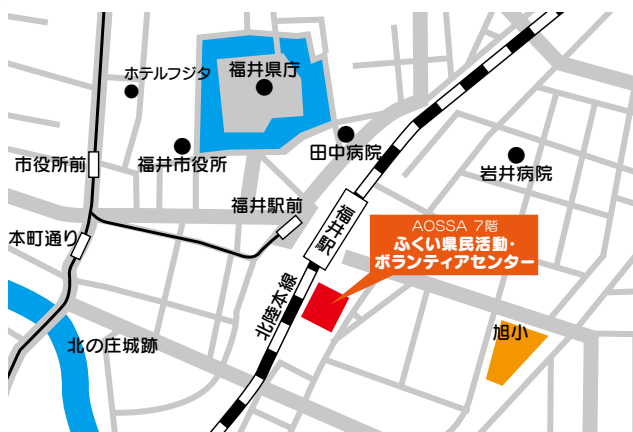 ホテルフジタ
福井県庁
市役所前
福井市役所
田中病院
岩井病院
福井駅前
福井駅
本町通り
AOSSA 7階
ふくい県民活動・
ボランティアセンター
北陸本線
北の庄城跡
旭小